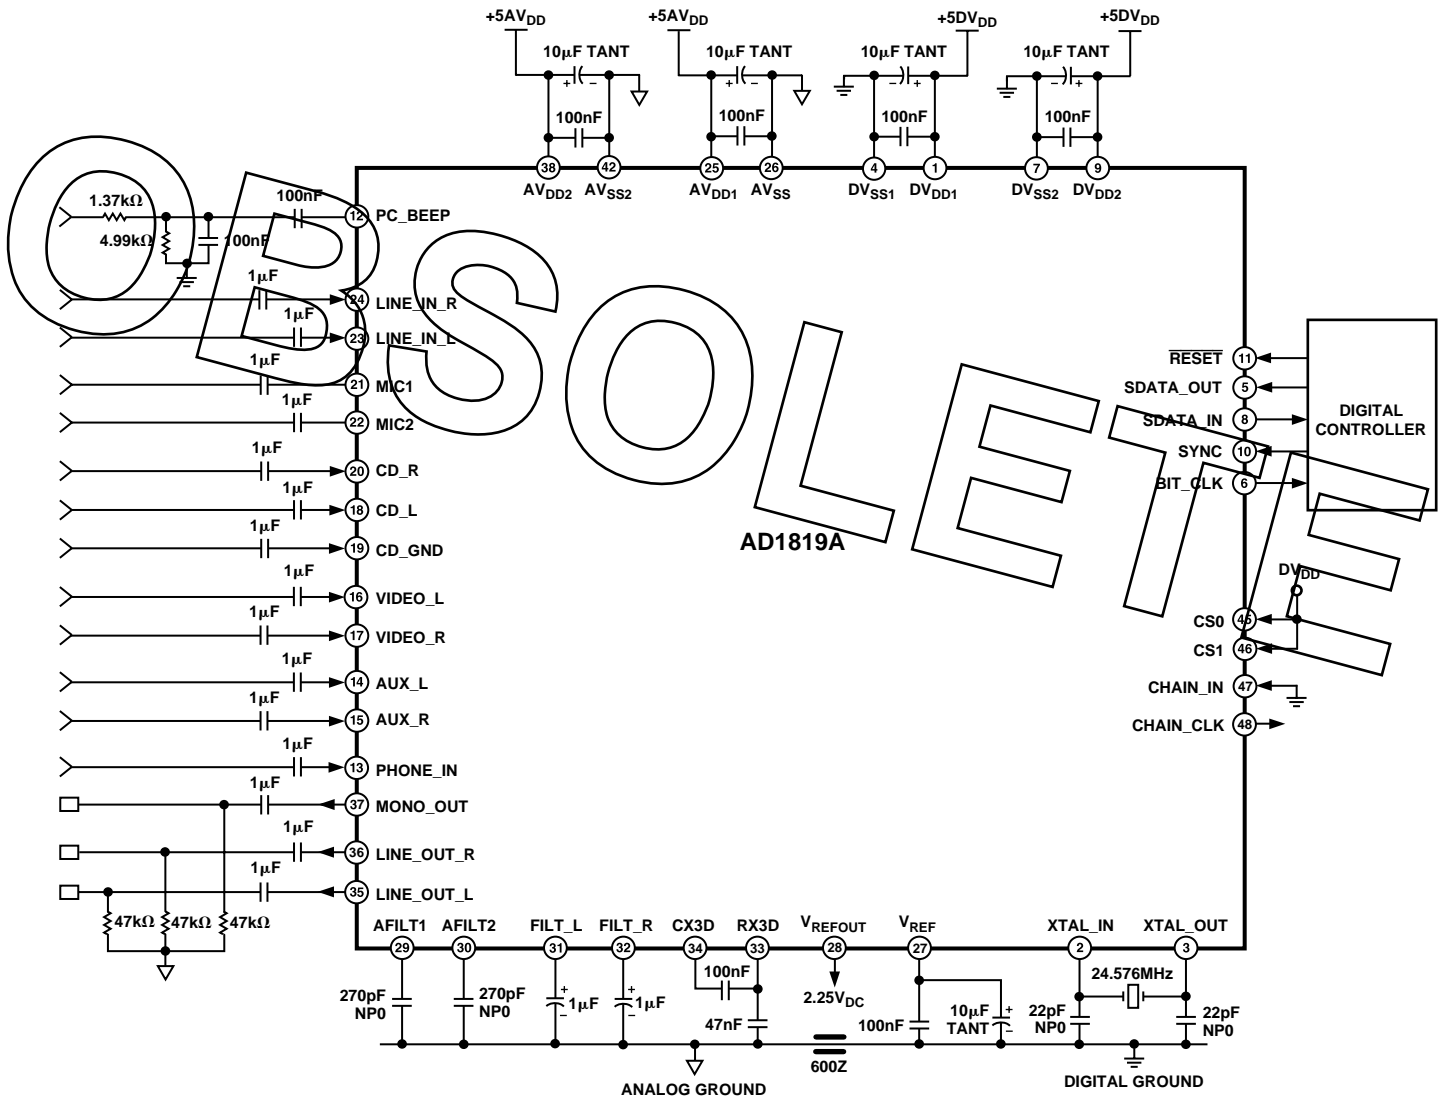 +5AVDD +5AVDD +5DVDD +5DVDD
10µF TANT 10µF TANT 10µF TANT 10µF TANT
+ − + − − + − +
100nF 100nF 100nF 100nF
38 42 25 26 4 1 7 9
AVDD2 AVSS2 AVDD1 AVSS DVSS1 DVDD1 DVSS2 DVDD2
OBSOLETE
1.37kΩ 100nF
12 PC_BEEP
4.99kΩ 100nF
1µF
24 LINE_IN_R
1µF
23 LINE_IN_L
1µF
21 MIC1
1µF
22 MIC2
1µF
20 CD_R
1µF
18 CD_L
1µF
19 CD_GND
1µF
16 VIDEO_L
1µF
17 VIDEO_R
1µF
14 AUX_L
1µF
15 AUX_R
1µF
13 PHONE_IN
1µF
37 MONO_OUT
1µF
36 LINE_OUT_R
1µF
35 LINE_OUT_L
47kΩ 47kΩ 47kΩ
AD1819A
RESET 11
SDATA_OUT 5
SDATA_IN 8
SYNC 10
BIT_CLK 6
DIGITAL
CONTROLLER
DVDD
CS0 45
CS1 46
CHAIN_IN 47
CHAIN_CLK 48
AFILT1 AFILT2 FILT_L FILT_R CX3D RX3D VREFOUT VREF XTAL_IN XTAL_OUT
29 30 31 32 34 33 28 27 2 3
270pF
NP0
270pF
NP0
+ 1µF −
+ 1µF −
100nF
47nF
2.25VDC
100nF
10µF
TANT
+ −
24.576MHz
22pF
NP0
22pF
NP0
600Z
ANALOG GROUND
DIGITAL GROUND